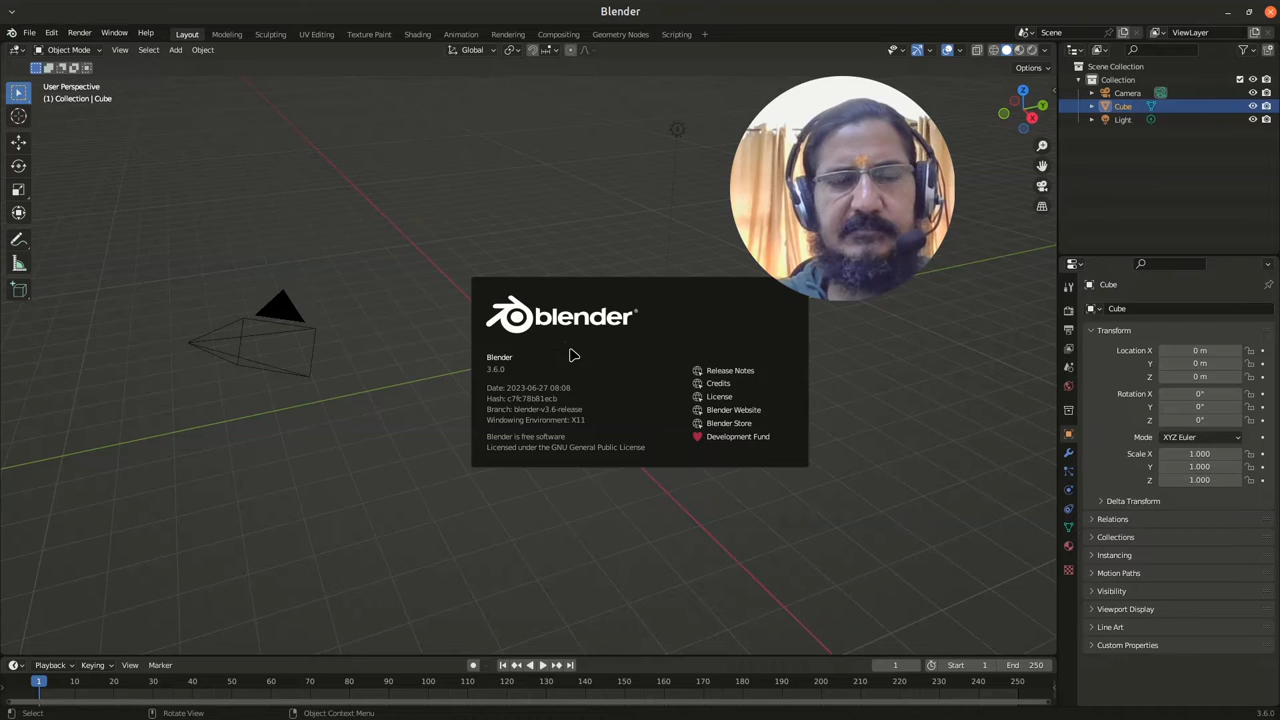 Blender
File Edit Render Window Help Layout Modeling Sculpting UV Editing Texture Paint Shading Animation Rendering Compositing Geometry Nodes Scripting + Scene ViewLayer
Object Mode View Select Add Object Global
Options
User Perspective
(1) Collection | Cube
Z
Y
X
Scene Collection
Collection
Camera
Cube
Light
blender
Blender
3.6.0
Date: 2023-06-27 08:08
Hash: c7fc78b81ecb
Branch: blender-v3.6-release
Windowing Environment: X11
Blender is free software
Licensed under the GNU General Public License
Release Notes
Credits
License
Blender Website
Blender Store
Development Fund
Cube
Cube
Transform
Location X 0 m
Y 0 m
Z 0 m
Rotation X 0°
Y 0°
Z 0°
Mode XYZ Euler
Scale X 1.000
Y 1.000
Z 1.000
Delta Transform
Relations
Collections
Instancing
Motion Paths
Visibility
Viewport Display
Line Art
Custom Properties
Playback Keying View Marker 1 Start 1 End 250
1 10 20 30 40 50 60 70 80 90 100 110 120 130 140 150 160 170 180 190 200 210 220 230 240 250
Select Rotate View Object Context Menu 3.6.0